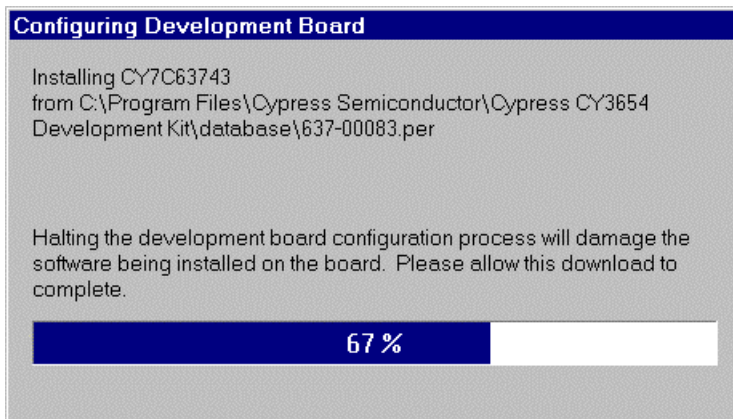 Configuring Development Board
Installing CY7C63743
from C:\Program Files\Cypress Semiconductor\Cypress CY3654
Development Kit\database\637-00083.per
Halting the development board configuration process will damage the
software being installed on the board. Please allow this download to
complete.
67 %